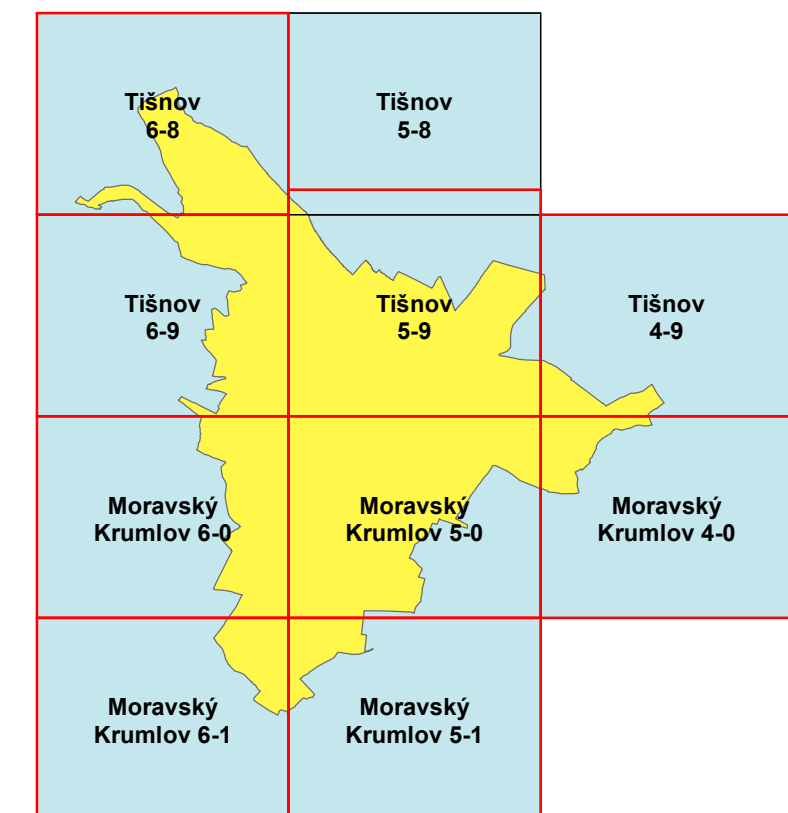 Tišnov
6-8
Tišnov
5-8
Tišnov
6-9
Tišnov
5-9
Tišnov
4-9
Moravský
Krumlov 6-0
Moravský
Krumlov 5-0
Moravský
Krumlov 4-0
Moravský
Krumlov 6-1
Moravský
Krumlov 5-1